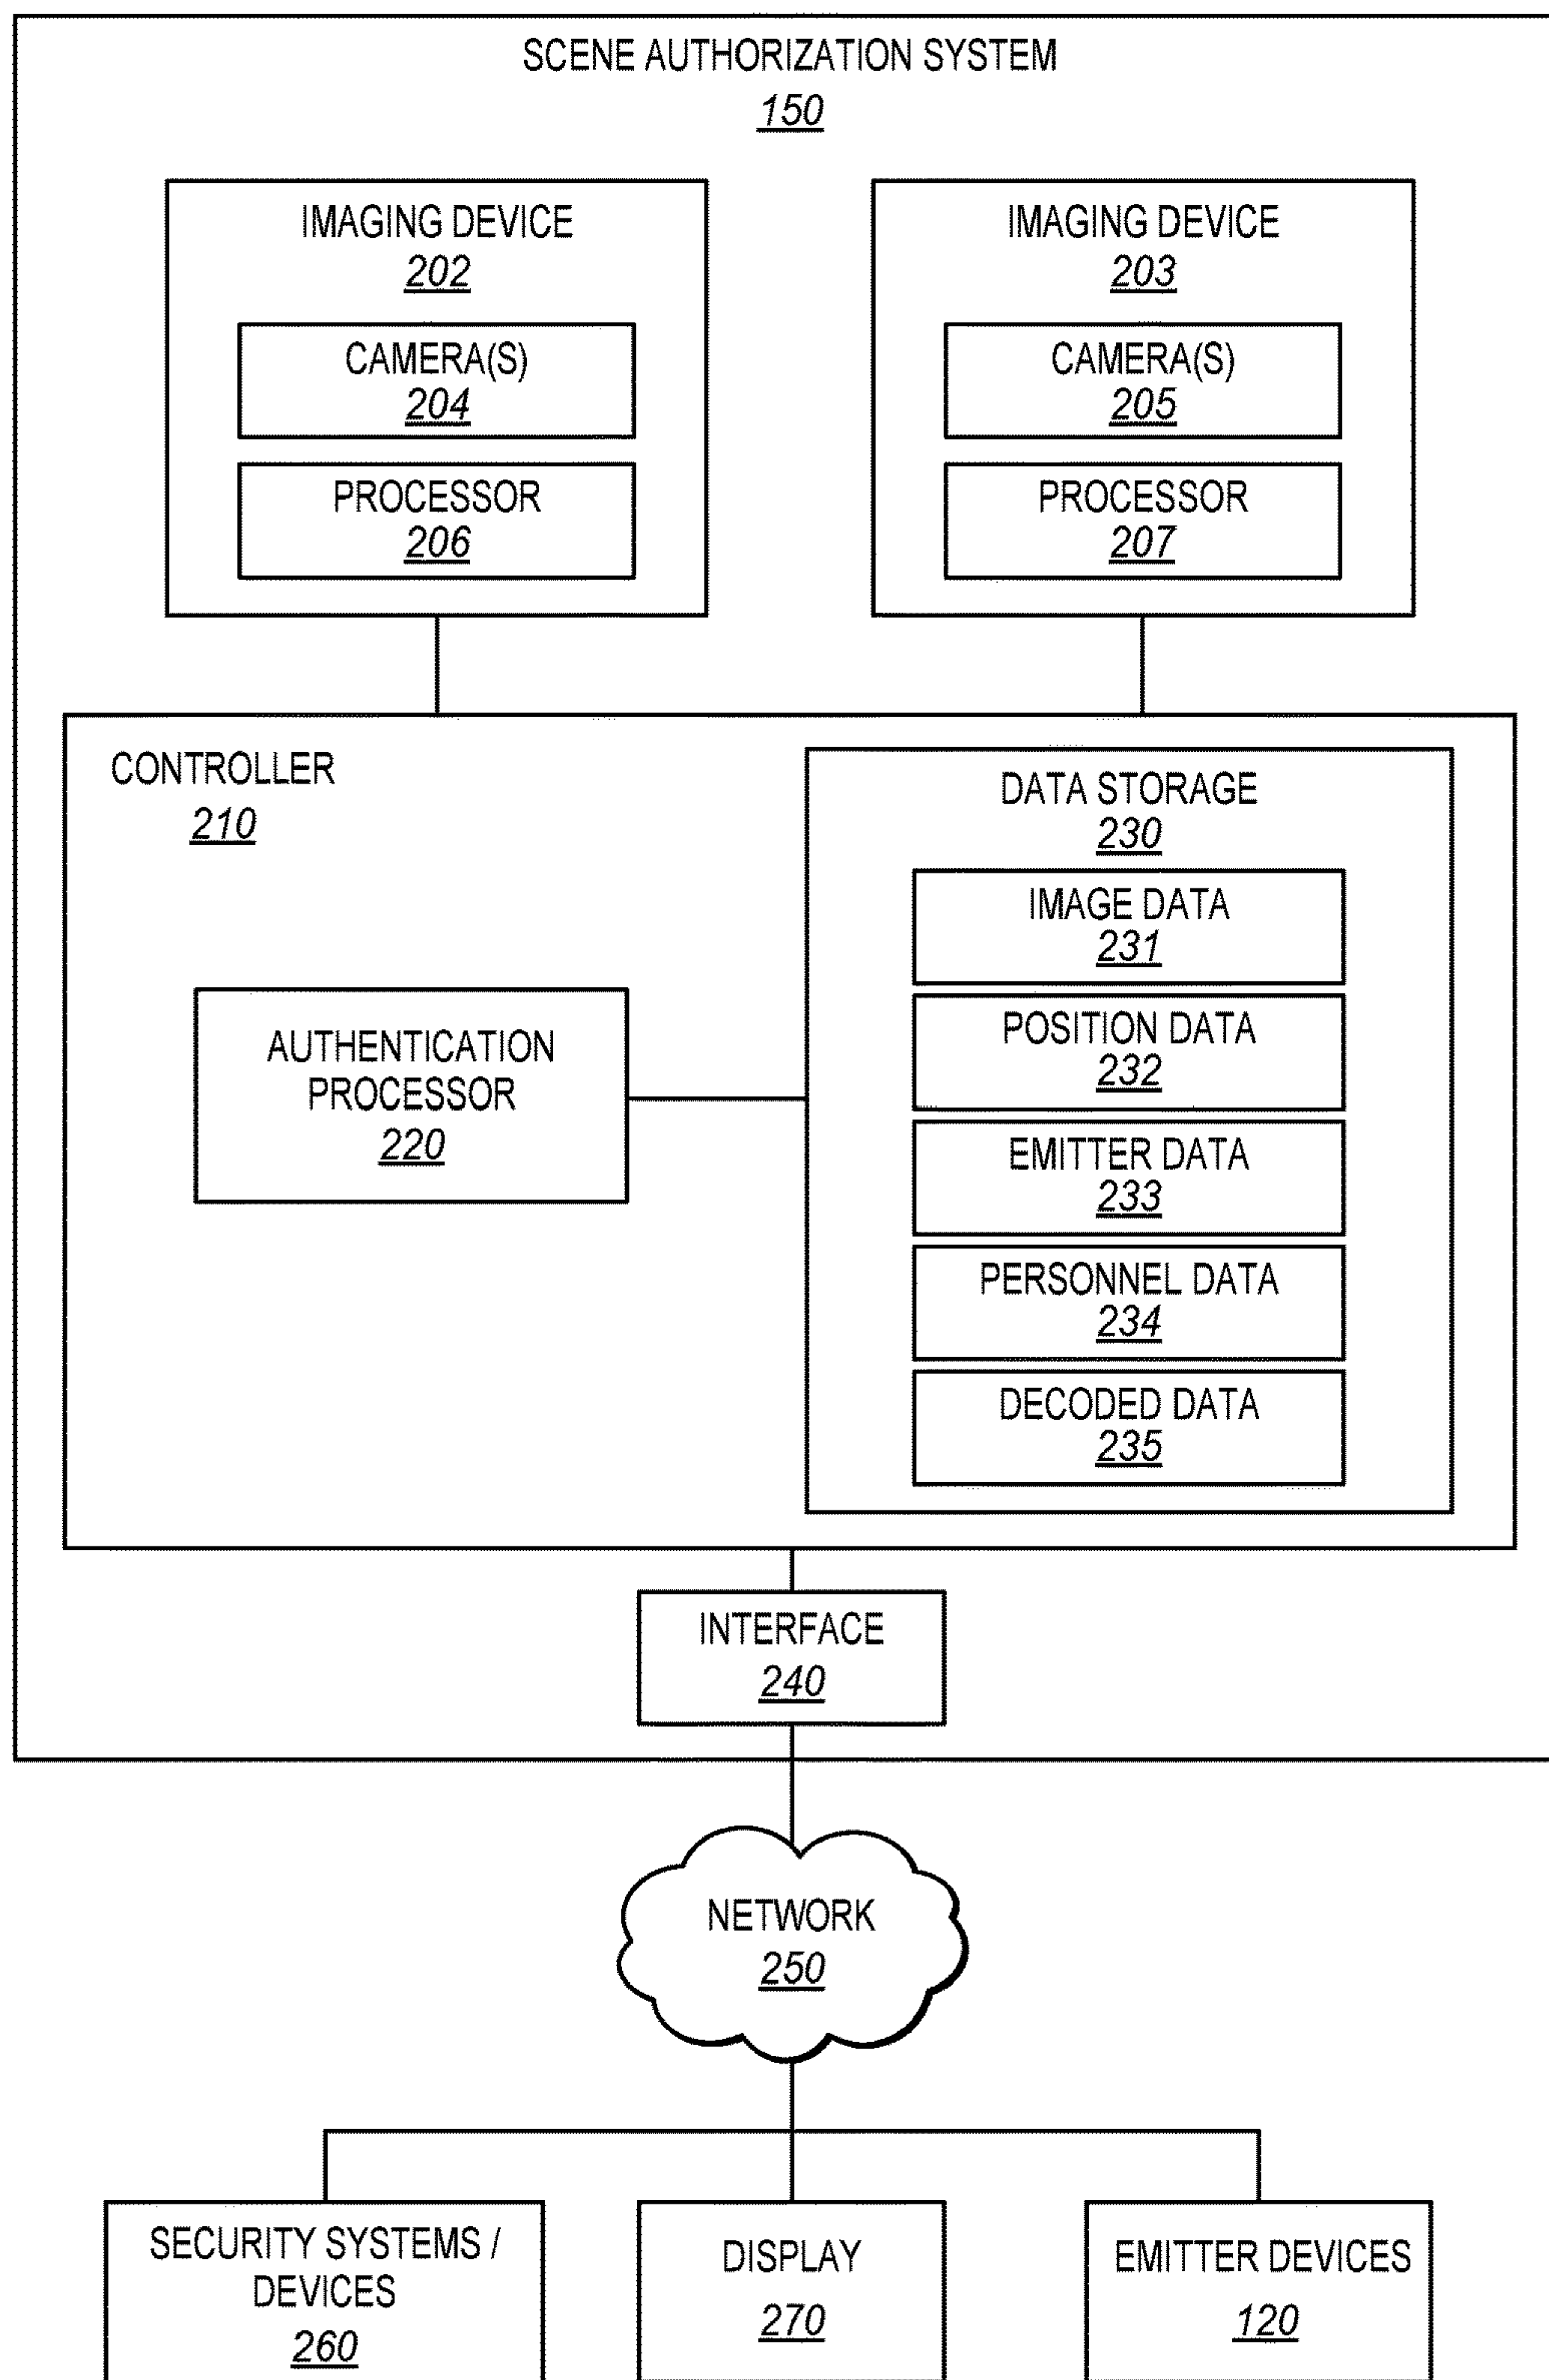 SCENE AUTHORIZATION SYSTEM
150
IMAGING DEVICE
202
CAMERA(S)
204
PROCESSOR
206
IMAGING DEVICE
203
CAMERA(S)
205
PROCESSOR
207
CONTROLLER
210
AUTHENTICATION
PROCESSOR
220
DATA STORAGE
230
IMAGE DATA
231
POSITION DATA
232
EMITTER DATA
233
PERSONNEL DATA
234
DECODED DATA
235
INTERFACE
240
NETWORK
250
SECURITY SYSTEMS /
DEVICES
260
DISPLAY
270
EMITTER DEVICES
120